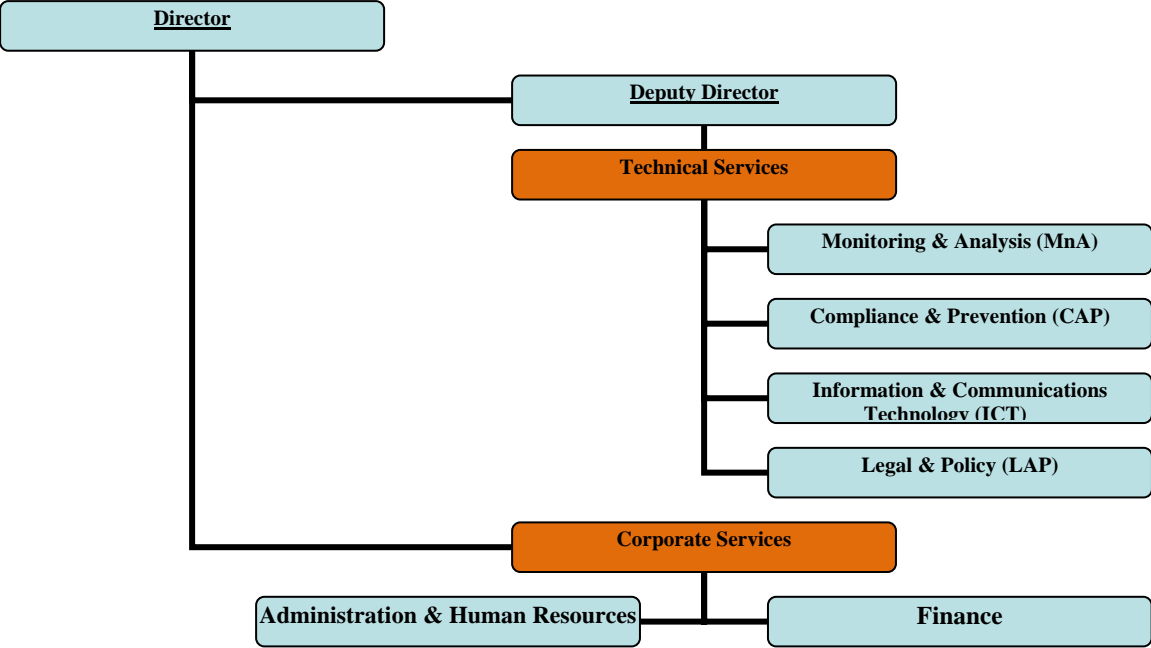 Director
Deputy Director
Technical Services
Monitoring & Analysis (MnA)
Compliance & Prevention (CAP)
Information & Communications
Technology (ICT)
Legal & Policy (LAP)
Corporate Services
Administration & Human Resources
Finance